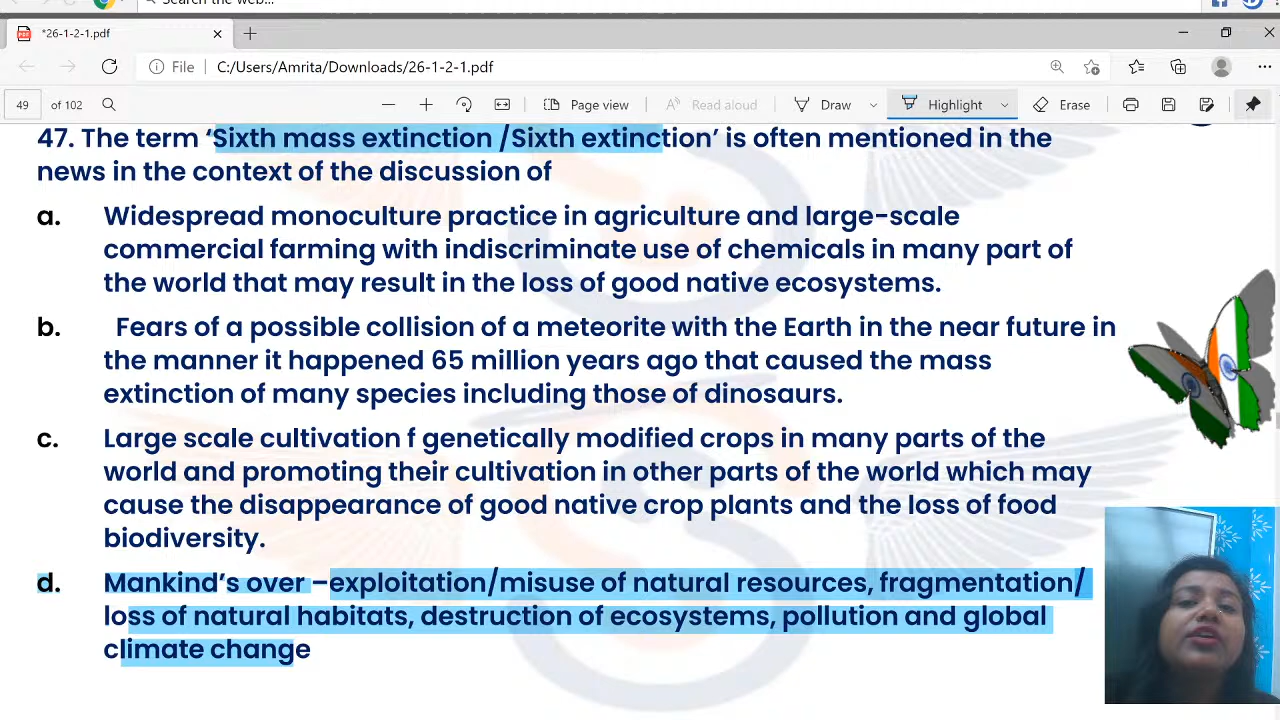 Search the web...
*26-1-2-1.pdf
File C:/Users/Amrita/Downloads/26-1-2-1.pdf
49 of 102 Page view Read aloud Draw Highlight Erase
47. The term ‘Sixth mass extinction /Sixth extinction’ is often mentioned in the
news in the context of the discussion of
a. Widespread monoculture practice in agriculture and large-scale
commercial farming with indiscriminate use of chemicals in many part of
the world that may result in the loss of good native ecosystems.
b. Fears of a possible collision of a meteorite with the Earth in the near future in
the manner it happened 65 million years ago that caused the mass
extinction of many species including those of dinosaurs.
c. Large scale cultivation f genetically modified crops in many parts of the
world and promoting their cultivation in other parts of the world which may
cause the disappearance of good native crop plants and the loss of food
biodiversity.
d. Mankind’s over –exploitation/misuse of natural resources, fragmentation/
loss of natural habitats, destruction of ecosystems, pollution and global
climate change